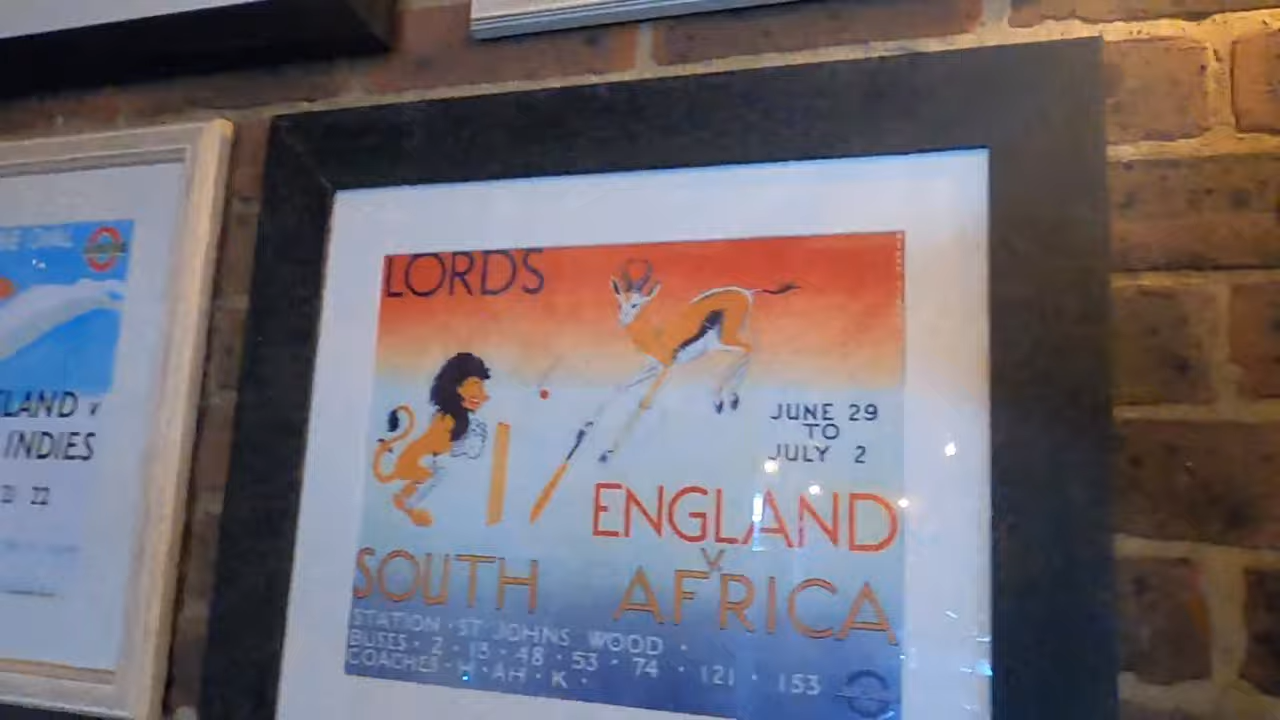 LORDS
JUNE 29
TO
JULY 2
ENGLAND
V
SOUTH AFRICA
STATION · ST JOHNS WOOD ·
BUSES · 2 · 13 · 48 · 53 · 74 · 121 · 153
COACHES · H · AH · K ·
LAND v
INDIES
22